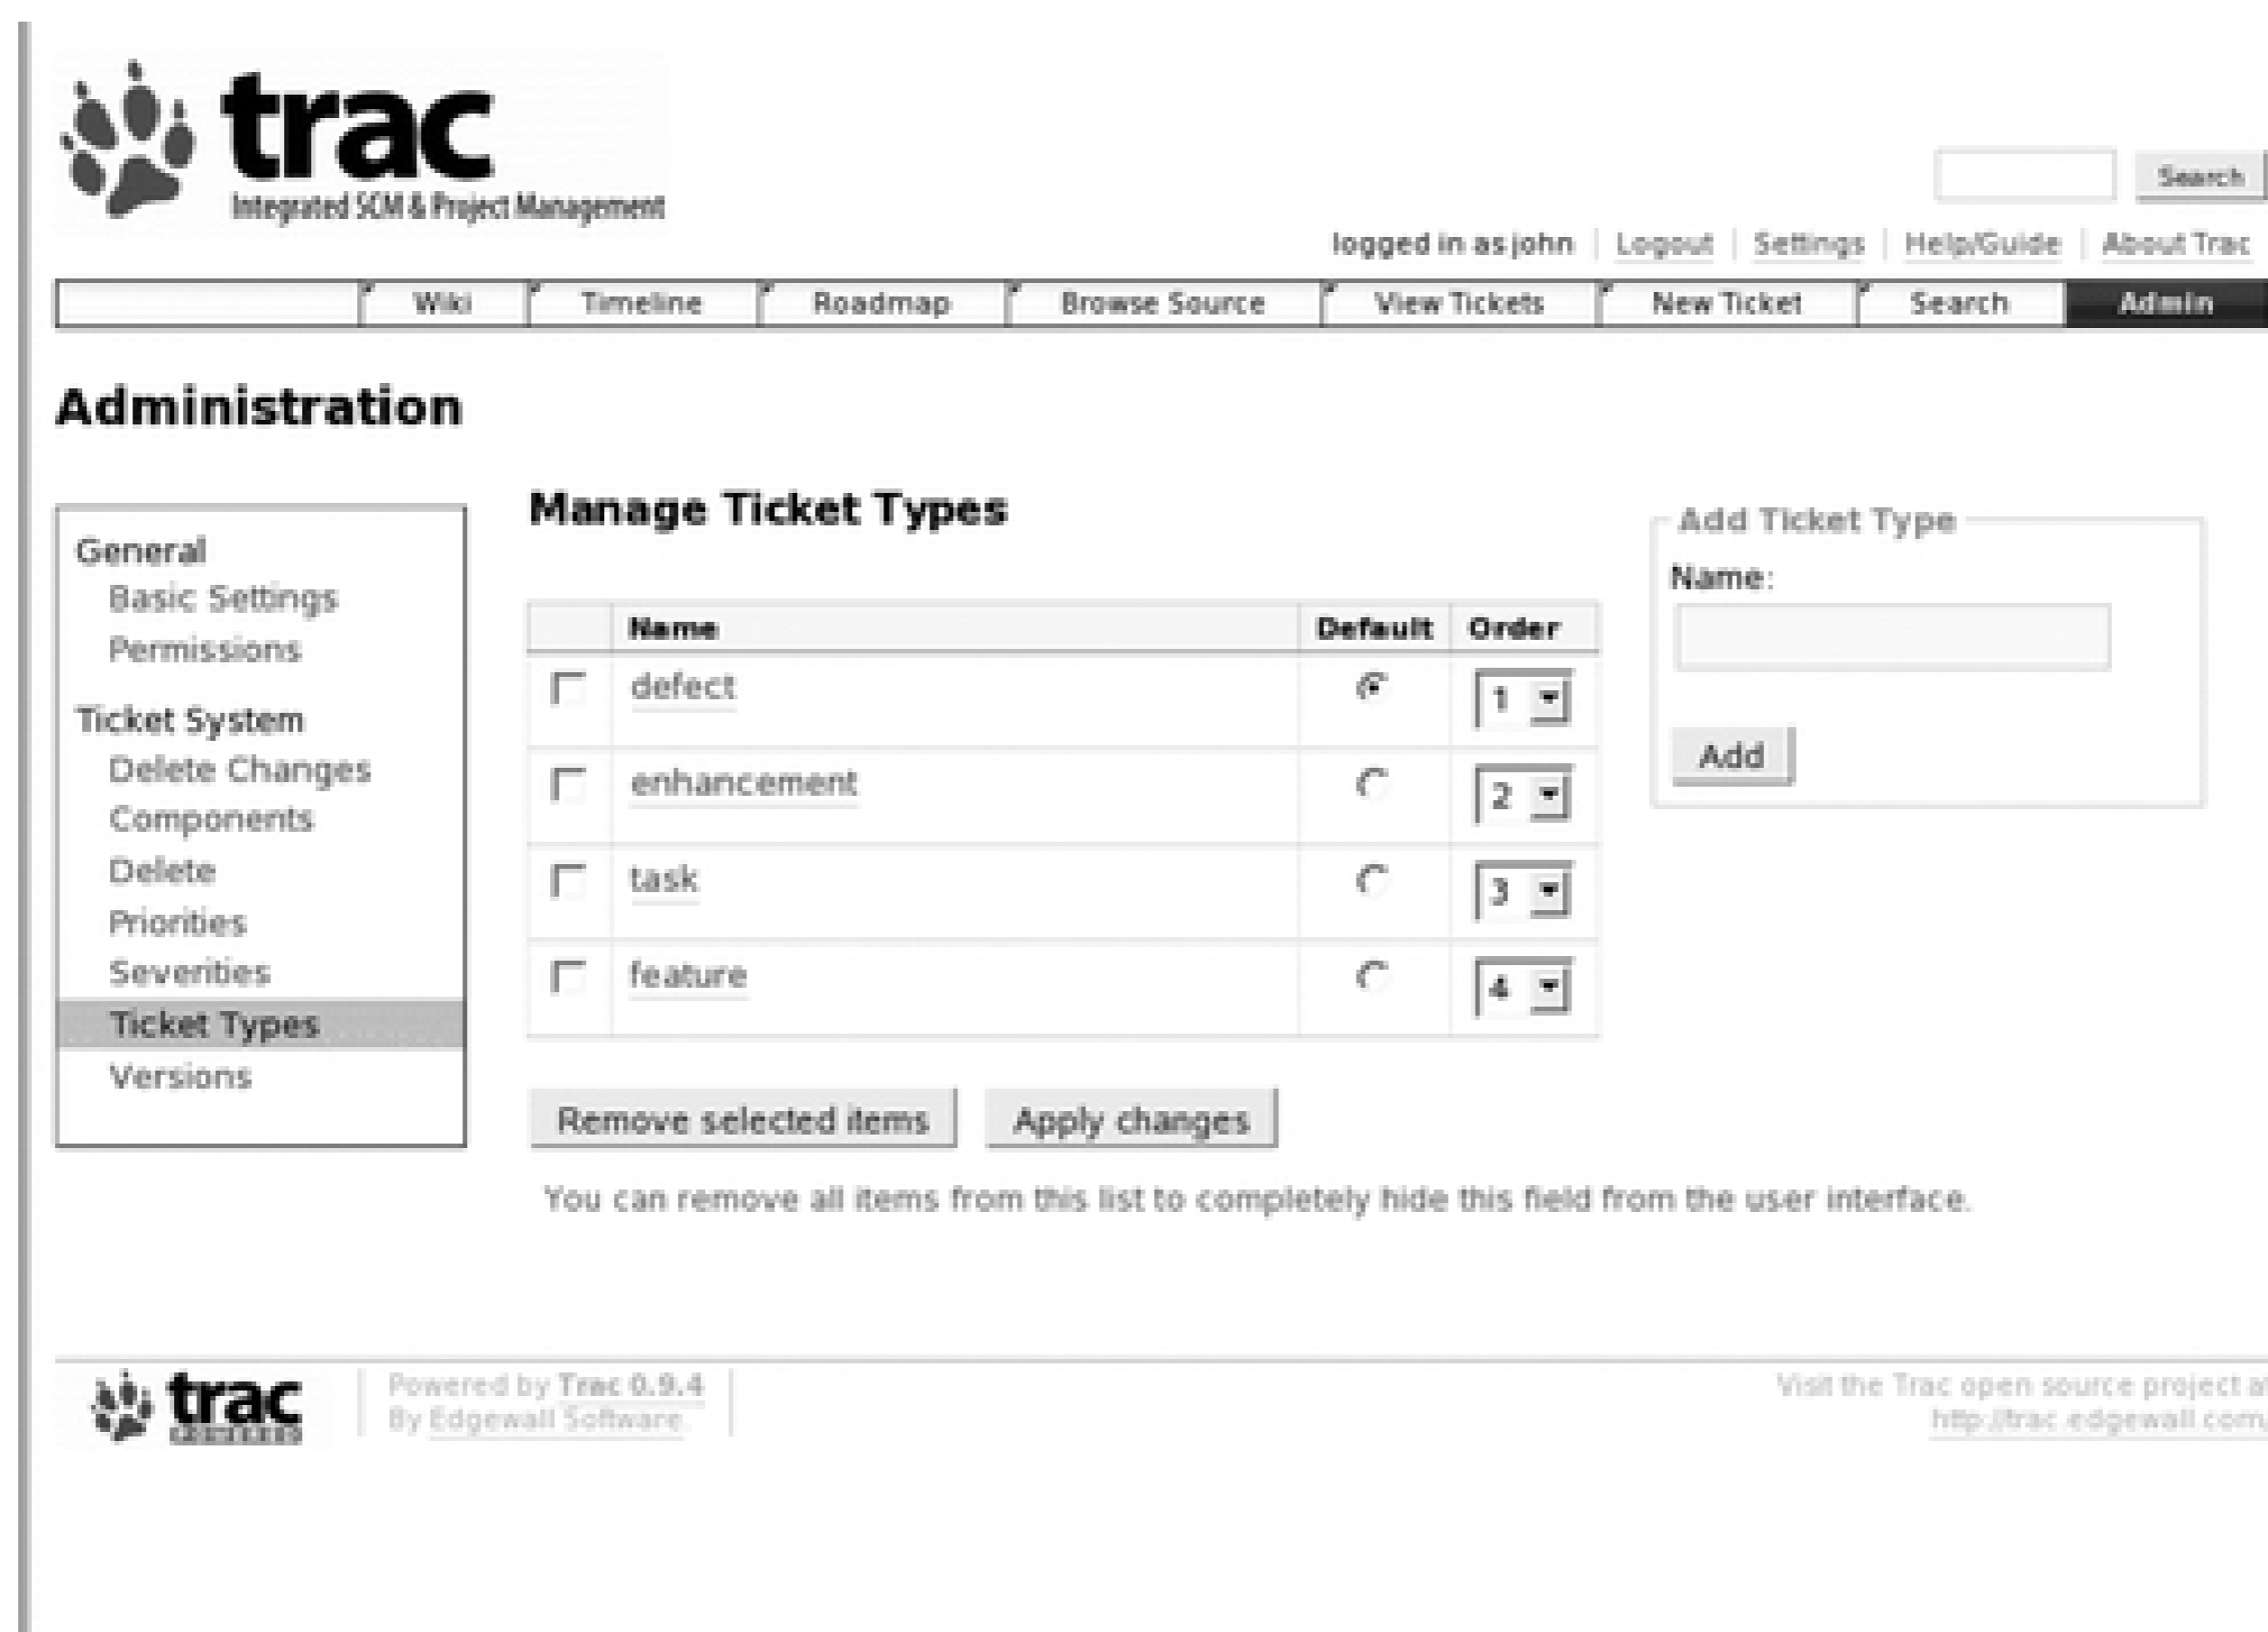 trac
Integrated SCM & Project Management
Search
logged in as john Logout Settings Help/Guide About Trac
Wiki Timeline Roadmap Browse Source View Tickets New Ticket Search Admin
Administration
General
Basic Settings
Permissions
Ticket System
Delete Changes
Components
Delete
Priorities
Severities
Ticket Types
Versions
Manage Ticket Types
Name Default Order
defect 1
enhancement 2
task 3
feature 4
Remove selected items Apply changes
You can remove all items from this list to completely hide this field from the user interface.
Add Ticket Type
Name:
Add
trac
Powered by Trac 0.9.4
By Edgewall Software.
Visit the Trac open source project at
http://trac.edgewall.com/